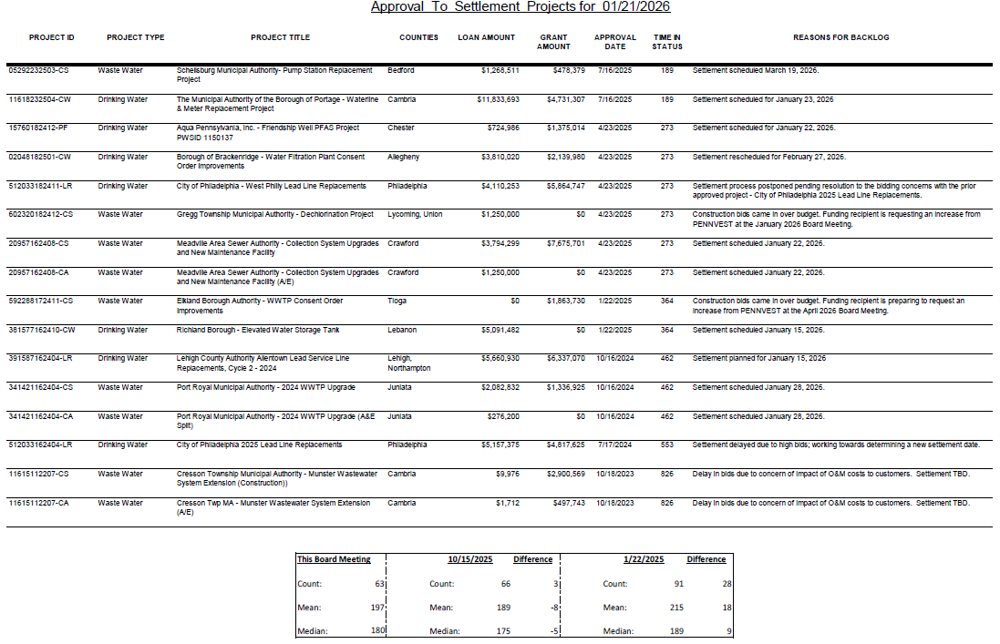 Approval To Settlement Projects for 01/21/2026
PROJECT ID PROJECT TYPE PROJECT TITLE COUNTIES LOAN AMOUNT GRANT AMOUNT APPROVAL DATE TIME IN STATUS REASONS FOR BACKLOG
05292232503-CS Waste Water Schellsburg Municipal Authority- Pump Station Replacement Bedford $1,268,511 $478,379 7/16/2025 189 Settlement scheduled March 19, 2026.
Project
11618232504-CW Drinking Water The Municipal Authority of the Borough of Portage - Waterline Cambria $11,833,693 $4,731,307 7/16/2025 189 Settlement scheduled for January 23, 2026
& Meter Replacement Project
15760182412-PF Drinking Water Aqua Pennsylvania, Inc. - Friendship Well PFAS Project Chester $724,986 $1,375,014 4/23/2025 273 Settlement scheduled for January 22, 2026.
PWSID 1150137
02048182501-CW Drinking Water Borough of Brackenridge - Water Filtration Plant Consent Allegheny $3,810,020 $2,139,980 4/23/2025 273 Settlement rescheduled for February 27, 2026.
Order Improvements
512033182411-LR Drinking Water City of Philadelphia - West Philly Lead Line Replacements Philadelphia $4,110,253 $5,864,747 4/23/2025 273 Settlement process postponed pending resolution to the bidding concerns with the prior
approved project - City of Philadelphia 2025 Lead Line Replacements.
602320182412-CS Waste Water Gregg Township Municipal Authority - Dechlorination Project Lycoming, Union $1,250,000 $0 4/23/2025 273 Construction bids came in over budget. Funding recipient is requesting an increase from
PENNVEST at the January 2026 Board Meeting.
20957162408-CS Waste Water Meadville Area Sewer Authority - Collection System Upgrades Crawford $3,794,299 $7,675,701 4/23/2025 273 Settlement scheduled January 22, 2026.
and New Maintenance Facility
20957162408-CA Waste Water Meadville Area Sewer Authority - Collection System Upgrades Crawford $1,250,000 $0 4/23/2025 273 Settlement scheduled January 22, 2026.
and New Maintenance Facility (A/E)
592288172411-CS Waste Water Elkland Borough Authority - WWTP Consent Order Tioga $0 $1,863,730 1/22/2025 364 Construction bids came in over budget. Funding recipient is preparing to request an
Improvements increase from PENNVEST at the April 2026 Board Meeting.
381577162410-CW Drinking Water Richland Borough - Elevated Water Storage Tank Lebanon $5,091,482 $0 1/22/2025 364 Settlement scheduled January 15, 2026.
391587162404-LR Drinking Water Lehigh County Authority Allentown Lead Service Line Lehigh, $5,660,930 $6,337,070 10/16/2024 462 Settlement planned for January 15, 2026
Replacements, Cycle 2 - 2024 Northampton
341421162404-CS Waste Water Port Royal Municipal Authority - 2024 WWTP Upgrade Juniata $2,082,832 $1,336,925 10/16/2024 462 Settlement scheduled January 28, 2026.
341421162404-CA Waste Water Port Royal Municipal Authority - 2024 WWTP Upgrade (A&E Juniata $276,200 $0 10/16/2024 462 Settlement scheduled January 28, 2026.
Split)
512033162404-LR Drinking Water City of Philadelphia 2025 Lead Line Replacements Philadelphia $5,157,375 $4,817,625 7/17/2024 553 Settlement delayed due to high bids; working towards determining a new settlement date.
11615112207-CS Waste Water Cresson Township Municipal Authority - Munster Wastewater Cambria $9,976 $2,900,569 10/18/2023 826 Delay in bids due to concern of impact of O&M costs to customers. Settlement TBD.
System Extension (Construction))
11615112207-CA Waste Water Cresson Twp MA - Munster Wastewater System Extension Cambria $1,712 $497,743 10/18/2023 826 Delay in bids due to concern of impact of O&M costs to customers. Settlement TBD.
(A/E)
This Board Meeting 10/15/2025 Difference 1/22/2025 Difference
Count: 63 Count: 66 3 Count: 91 28
Mean: 197 Mean: 189 -8 Mean: 215 18
Median: 180 Median: 175 -5 Median: 189 9